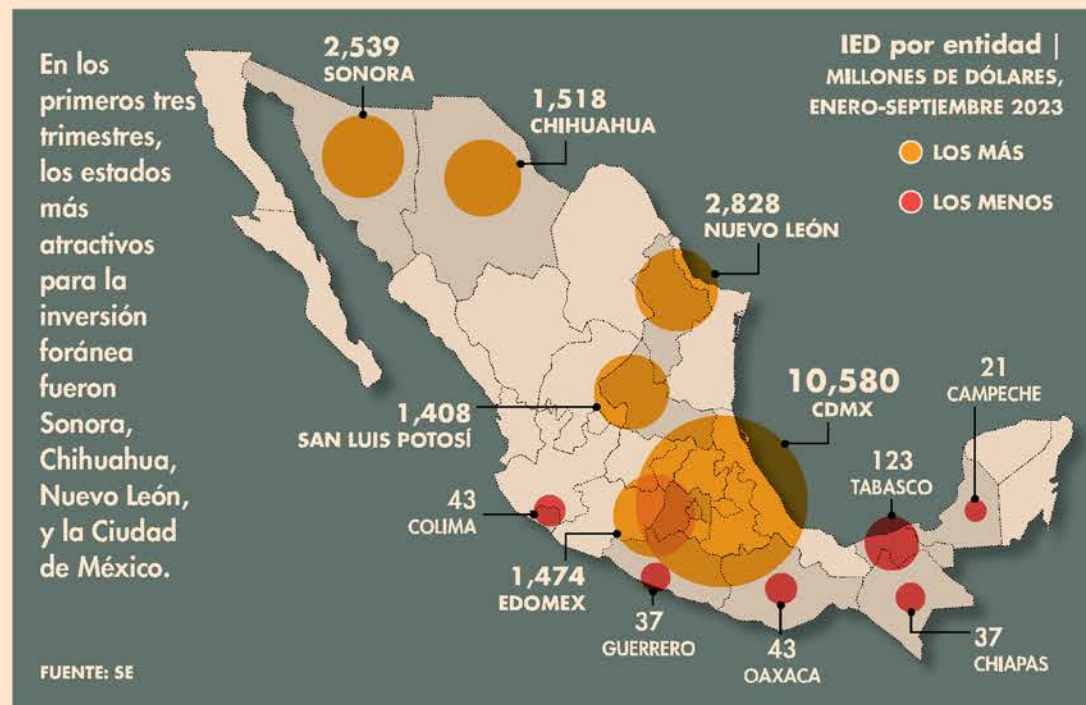 En los
primeros tres
trimestres,
los estados
más
atractivos
para la
inversión
foránea
fueron
Sonora,
Chihuahua,
Nuevo León,
y la Ciudad
de México.
IED por entidad |
MILLONES DE DÓLARES,
ENERO-SEPTIEMBRE 2023
LOS MÁS
LOS MENOS
2,539
SONORA
1,518
CHIHUAHUA
2,828
NUEVO LEÓN
1,408
SAN LUIS POTOSÍ
10,580
CDMX
21
CAMPECHE
123
TABASCO
43
COLIMA
1,474
EDOMEX
37
GUERRERO
43
OAXACA
37
CHIAPAS
FUENTE: SE